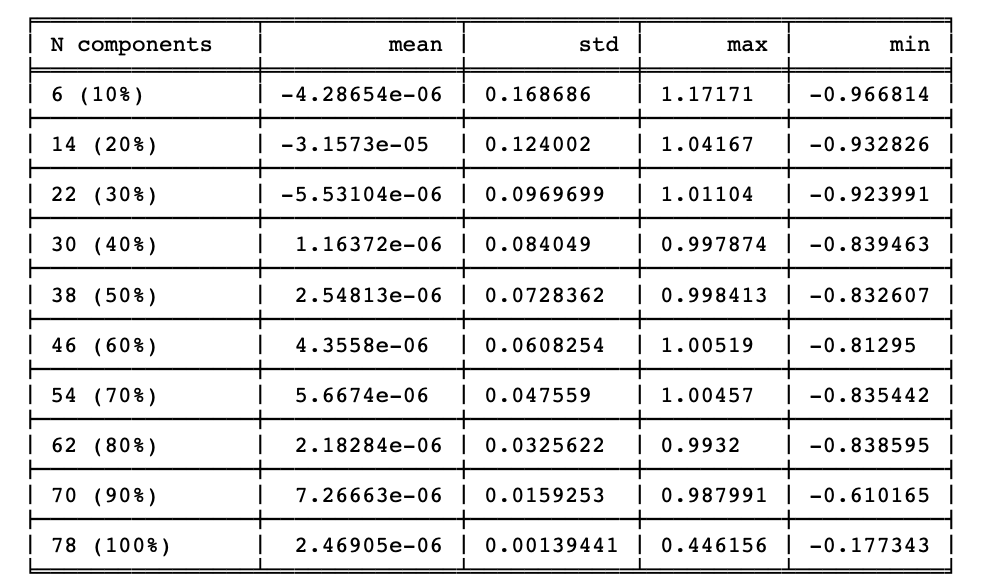 N components mean std max min
6 (10%) -4.28654e-06 0.168686 1.17171 -0.966814
14 (20%) -3.1573e-05 0.124002 1.04167 -0.932826
22 (30%) -5.53104e-06 0.0969699 1.01104 -0.923991
30 (40%) 1.16372e-06 0.084049 0.997874 -0.839463
38 (50%) 2.54813e-06 0.0728362 0.998413 -0.832607
46 (60%) 4.3558e-06 0.0608254 1.00519 -0.81295
54 (70%) 5.6674e-06 0.047559 1.00457 -0.835442
62 (80%) 2.18284e-06 0.0325622 0.9932 -0.838595
70 (90%) 7.26663e-06 0.0159253 0.987991 -0.610165
78 (100%) 2.46905e-06 0.00139441 0.446156 -0.177343